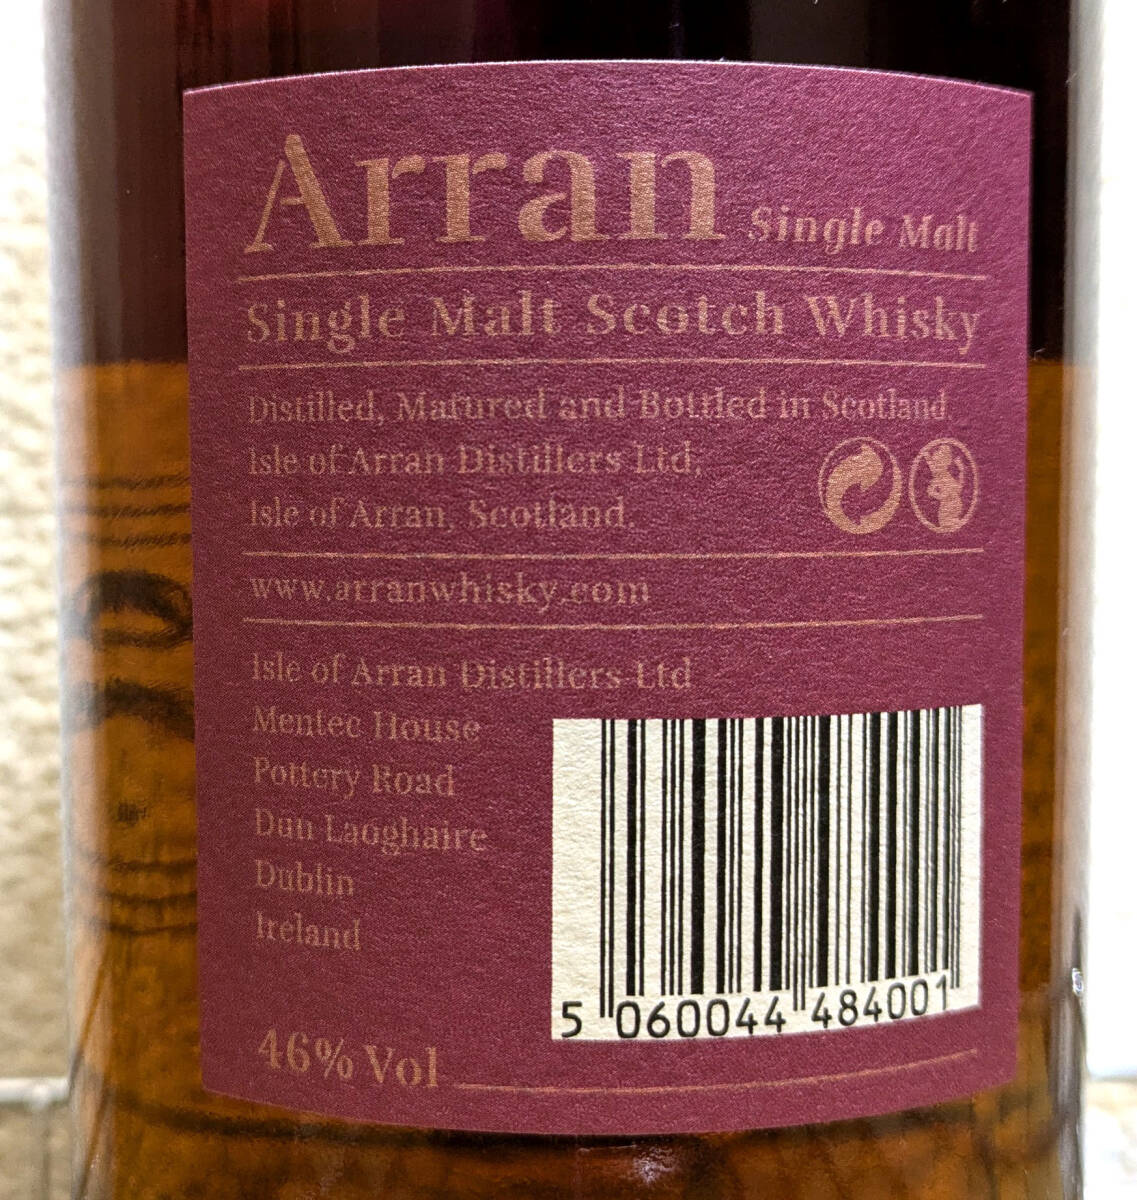 Arran Single Malt
Single Malt Scotch Whisky
Distilled, Matured and Bottled in Scotland.
Isle of Arran Distillers Ltd,
Isle of Arran, Scotland.
www.arranwhisky.com
Isle of Arran Distillers Ltd
Mentec House
Pottery Road
Dun Laoghaire
Dublin
Ireland
5 060044 484001
46% Vol